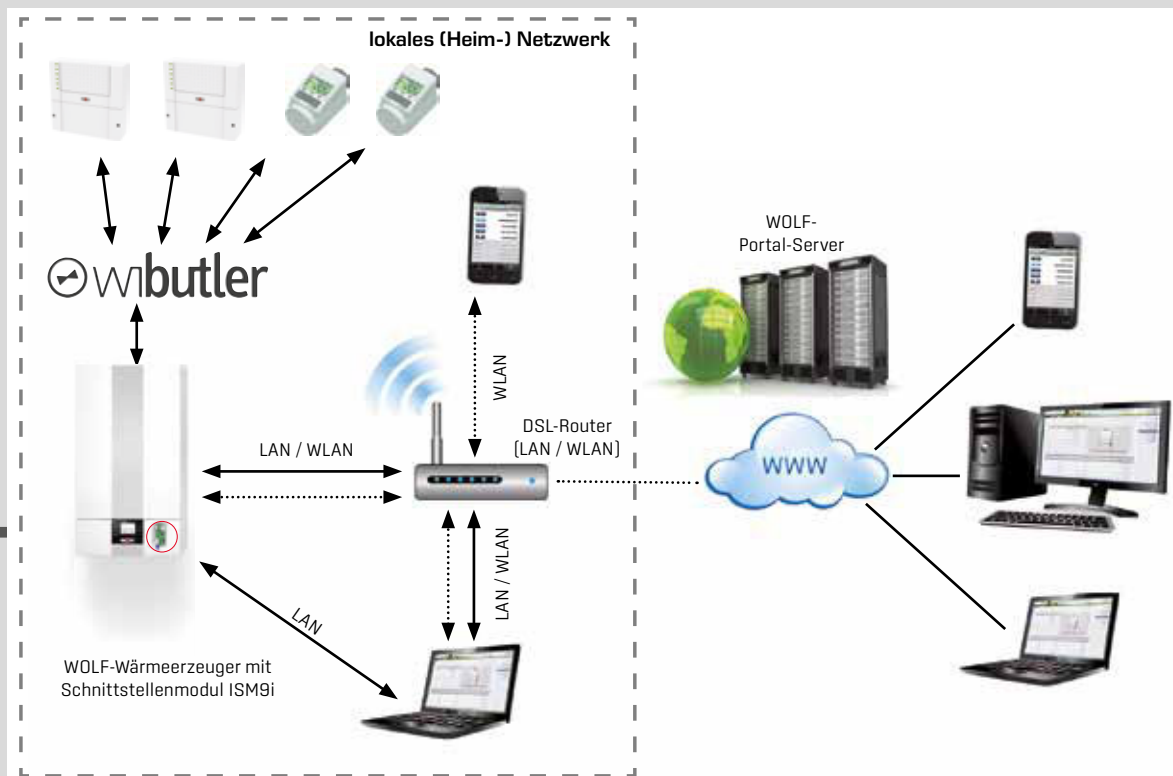 lokales (Heim-) Netzwerk
wibutler
WOLF-
Portal-Server
WLAN
DSL-Router
(LAN / WLAN)
LAN / WLAN
www
LAN / WLAN
LAN
WOLF-Wärmeerzeuger mit
Schnittstellenmodul ISM9i